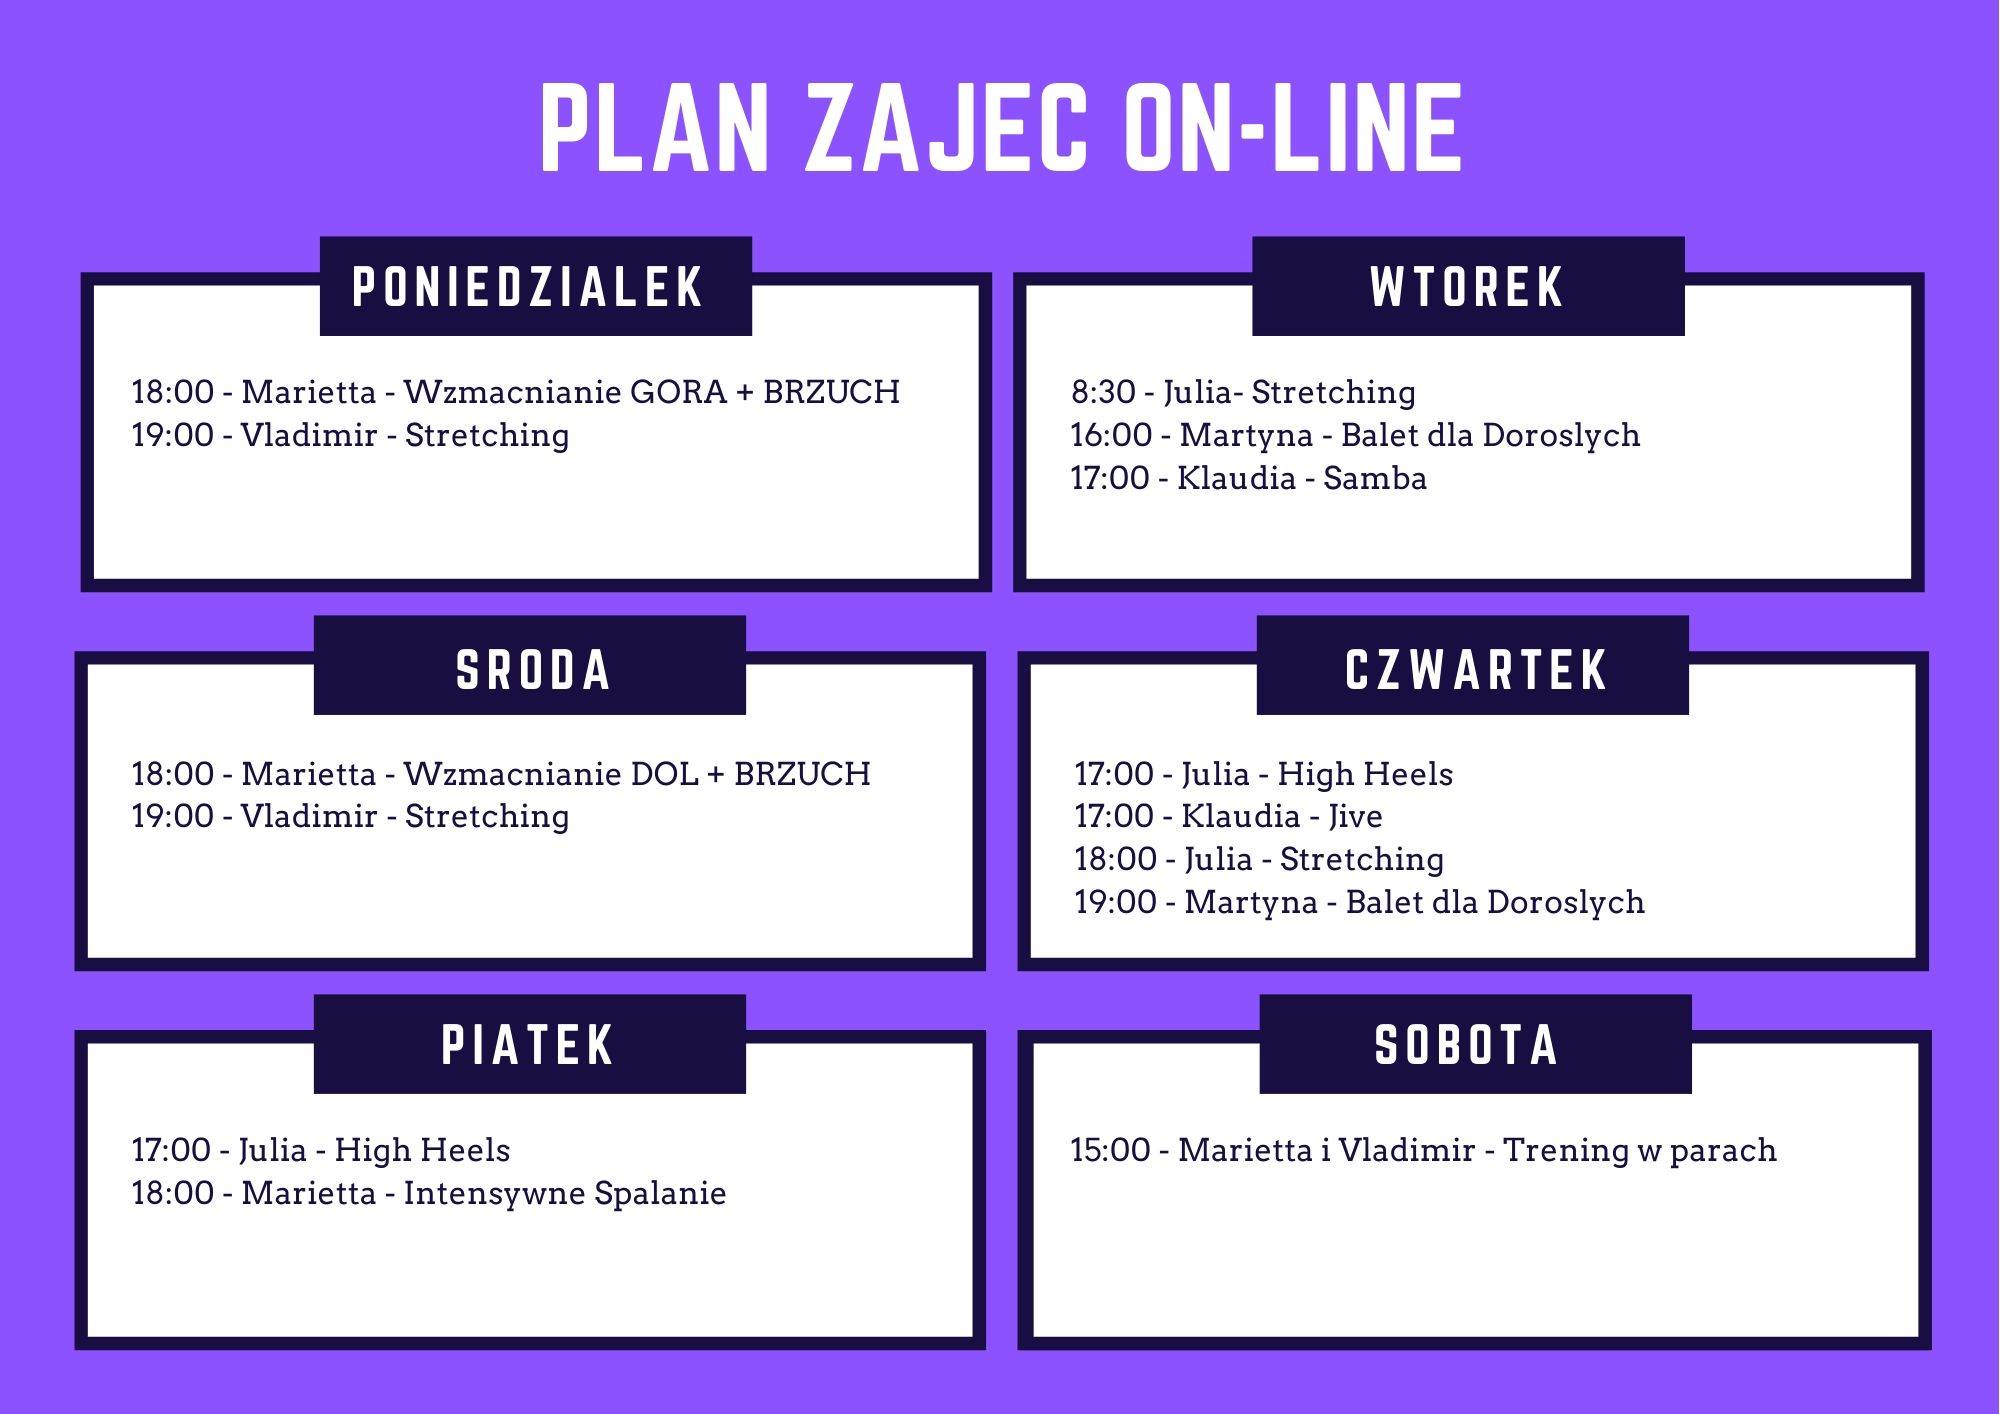 PLAN ZAJEC ON-LINE
PONIEDZIALEK
18:00 - Marietta - Wzmacnianie GORA + BRZUCH
19:00 - Vladimir - Stretching
WTOREK
8:30 - Julia- Stretching
16:00 - Martyna - Balet dla Doroslych
17:00 - Klaudia - Samba
SRODA
18:00 - Marietta - Wzmacnianie DOL + BRZUCH
19:00 - Vladimir - Stretching
CZWARTEK
17:00 - Julia - High Heels
17:00 - Klaudia - Jive
18:00 - Julia - Stretching
19:00 - Martyna - Balet dla Doroslych
PIATEK
17:00 - Julia - High Heels
18:00 - Marietta - Intensywne Spalanie
SOBOTA
15:00 - Marietta i Vladimir - Trening w parach